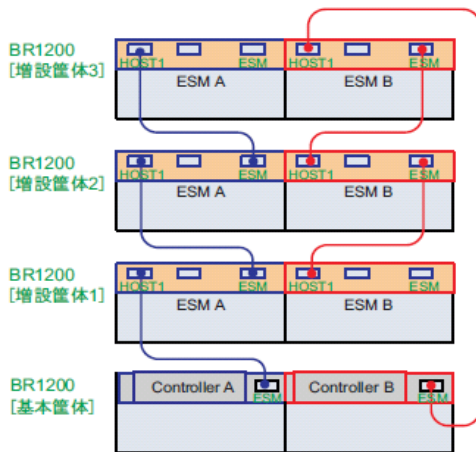 BR1200
[増設筐体3]
HOST1 ESM HOST1 ESM
ESM A ESM B
BR1200
[増設筐体2]
HOST1 ESM HOST1 ESM
ESM A ESM B
BR1200
[増設筐体1]
HOST1 ESM HOST1 ESM
ESM A ESM B
BR1200
[基本筐体]
Controller A Controller B
ESM ESM